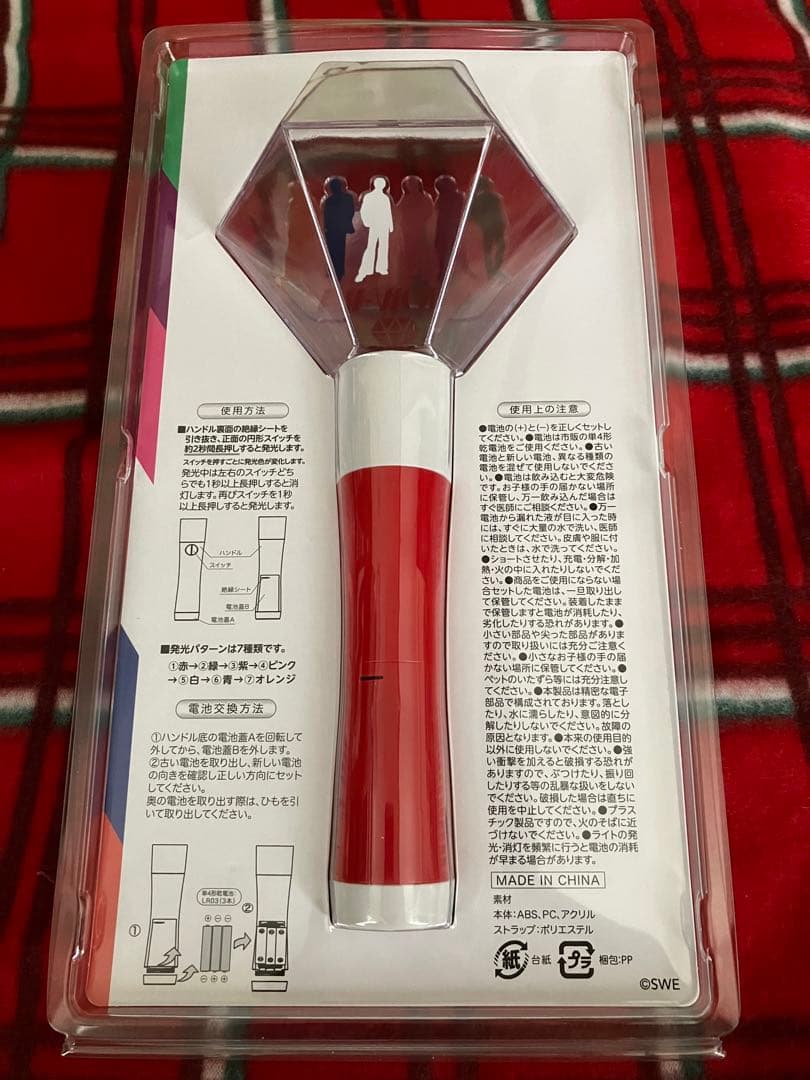 使用方法
■ハンドル裏面の絶縁シートを
引き抜き、正面の円形スイッチを
約2秒間長押しすると発光します。
スイッチを押すごとに発光色が変化します。
発光中は左右のスイッチどち
らでも1秒以上長押しすると消
灯します。再びスイッチを1秒
以上長押しすると発光します。
ハンドル
スイッチ
絶縁シート
電池蓋B
電池蓋A
■発光パターンは7種類です。
①赤→②緑→③紫→④ピンク
→⑤白→⑥青→⑦オレンジ
電池交換方法
①ハンドル底の電池蓋Aを回転して
外してから、電池蓋Bを外します。
②古い電池を取り出し、新しい電池
の向きを確認し正しい方向にセット
してください。
奥の電池を取り出す際は、ひもを引
いて取り出してください。
単4形乾電池
LR03(3本)
①
②
⊕⊖⊕
⊖⊕⊖
使用上の注意
●電池の(+)と(−)を正しくセットし
てください。●電池は市販の単4形
乾電池をご使用ください。●古い
電池と新しい電池、異なる種類の
電池を混ぜて使用しないでくださ
い。●電池は飲み込むと大変危険
です。お子様の手の届かない場所
に保管し、万一飲み込んだ場合は
すぐ医師にご相談ください。●万一
電池から漏れた液が目に入った時
には、すぐに大量の水で洗い、医師
に相談してください。皮膚や服に付
いたときは、水で洗ってください。
●ショートさせたり、充電・分解・加
熱・火の中に入れたりしないでくだ
さい。●商品をご使用にならない場
合セットした電池は、一旦取り出し
て保管してください。装着したまま
で保管しますと電池が消耗したり、
劣化したりする恐れがあります。●
小さい部品や尖った部品がありま
すので取り扱いには充分ご注意く
ださい。●小さなお子様の手の届
かない場所に保管してください。●
ペットのいたずら等には充分注意し
てください。●本製品は精密な電子
部品で構成されております。落とし
たり、水に濡らしたり、意図的に分
解したりしないでください。故障の
原因となります。●本来の使用目的
以外に使用しないでください。●強
い衝撃を加えると破損する恐れが
ありますので、ぶつけたり、振り回
したりする等の乱暴な扱いをしない
でください。破損した場合は直ちに
使用を中止してください。●プラス
チック製品ですので、火のそばに近
づけないでください。●ライトの発
光・消灯を頻繁に行うと電池の消耗
が早まる場合があります。
MADE IN CHINA
素材
本体:ABS、PC、アクリル
ストラップ:ポリエステル
紙 台紙 プラ 梱包:PP
©SWE